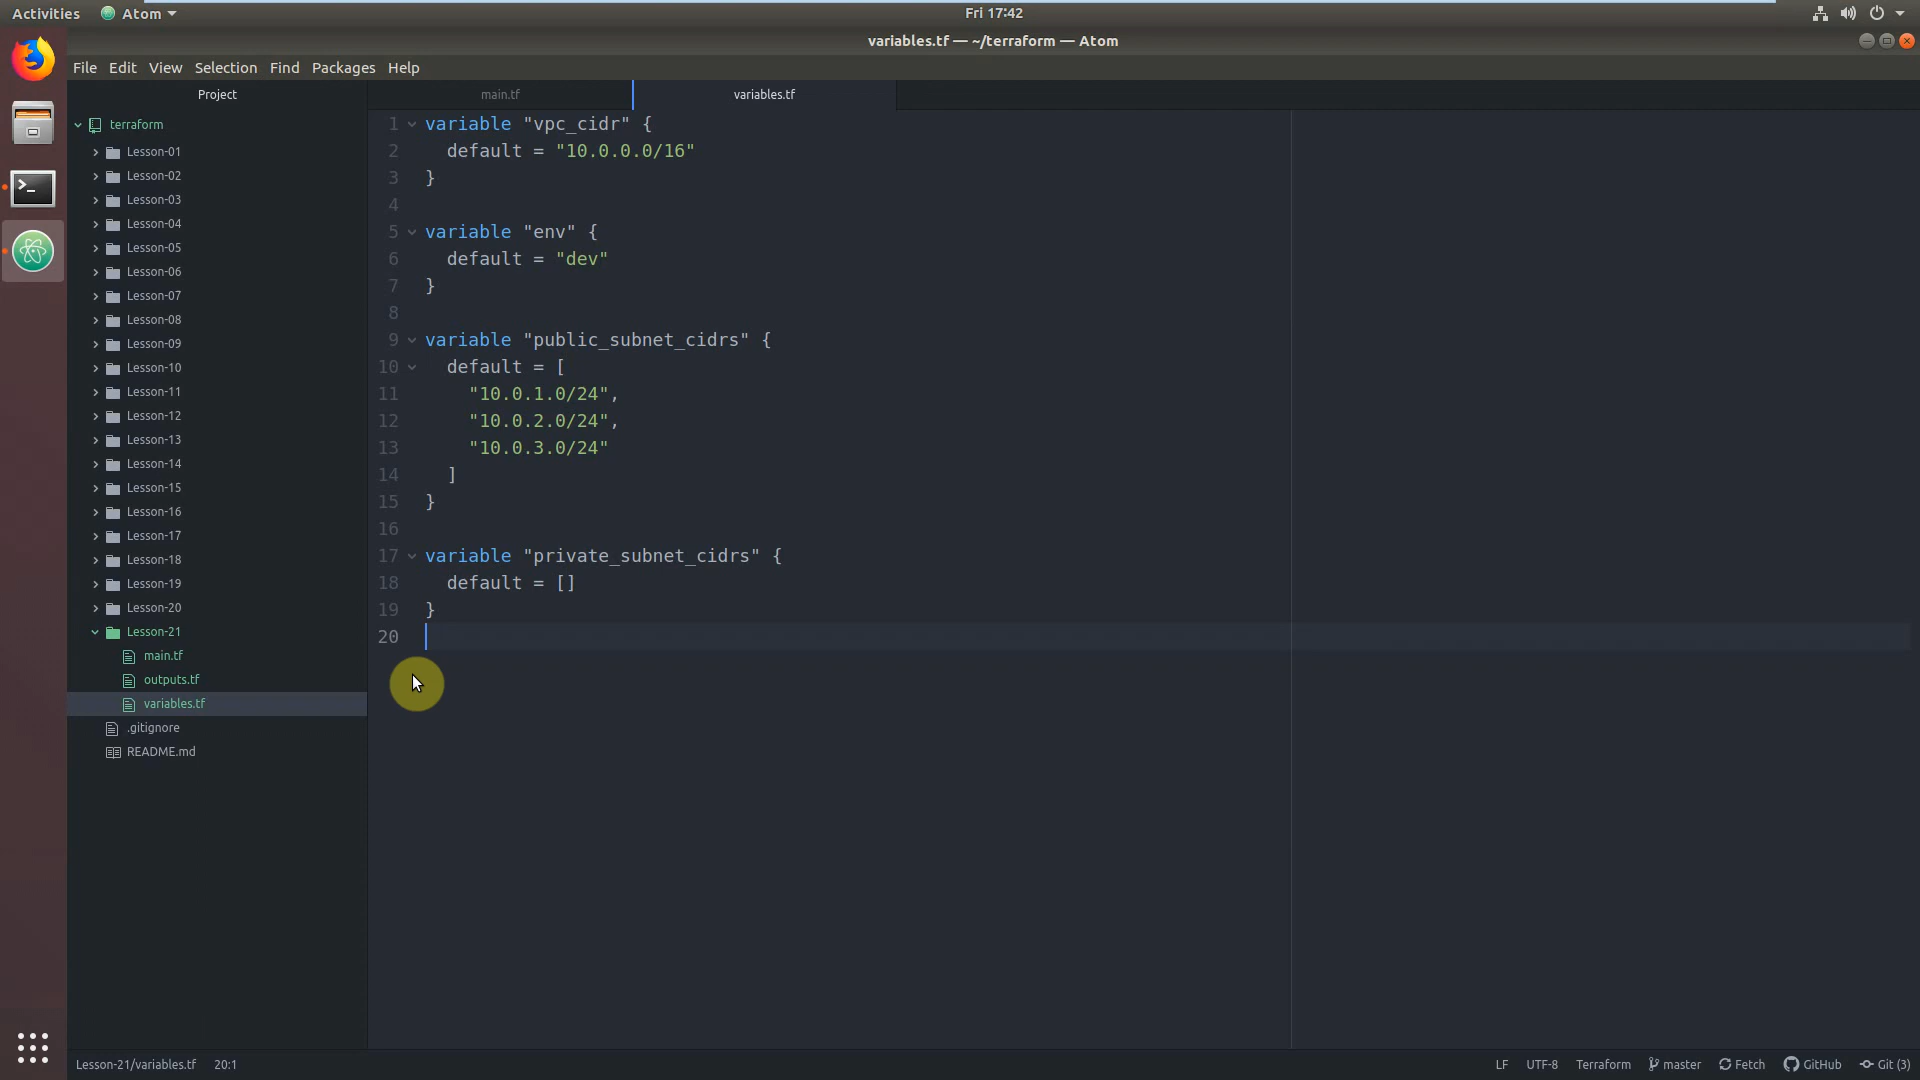 Activities Atom Fri 17:42
variables.tf — ~/terraform — Atom
File Edit View Selection Find Packages Help
Project
main.tf variables.tf
terraform
Lesson-01
Lesson-02
Lesson-03
Lesson-04
Lesson-05
Lesson-06
Lesson-07
Lesson-08
Lesson-09
Lesson-10
Lesson-11
Lesson-12
Lesson-13
Lesson-14
Lesson-15
Lesson-16
Lesson-17
Lesson-18
Lesson-19
Lesson-20
Lesson-21
main.tf
outputs.tf
variables.tf
.gitignore
README.md
1 variable "vpc_cidr" {
2 default = "10.0.0.0/16"
3 }
4
5 variable "env" {
6 default = "dev"
7 }
8
9 variable "public_subnet_cidrs" {
10 default = [
11 "10.0.1.0/24",
12 "10.0.2.0/24",
13 "10.0.3.0/24"
14 ]
15 }
16
17 variable "private_subnet_cidrs" {
18 default = []
19 }
20
Lesson-21/variables.tf 20:1 LF UTF-8 Terraform master Fetch GitHub Git (3)